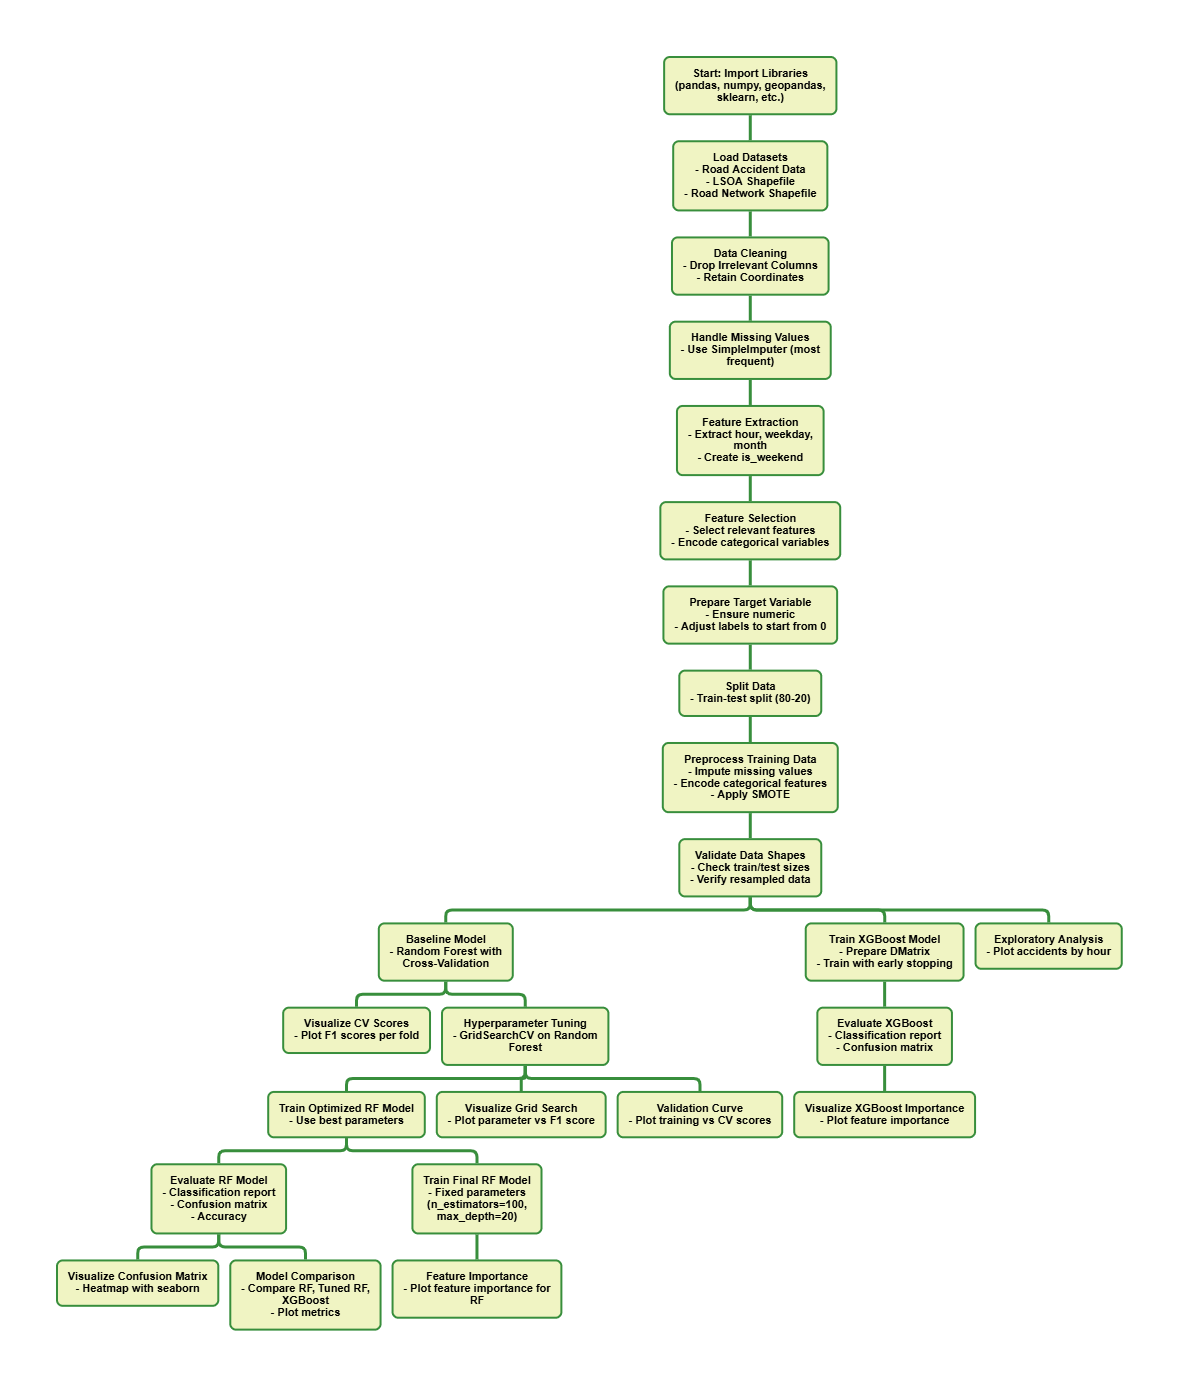 Start: Import Libraries
(pandas, numpy, geopandas,
sklearn, etc.)
Load Datasets
- Road Accident Data
- LSOA Shapefile
- Road Network Shapefile
Data Cleaning
- Drop Irrelevant Columns
- Retain Coordinates
Handle Missing Values
- Use SimpleImputer (most
frequent)
Feature Extraction
- Extract hour, weekday,
month
- Create is_weekend
Feature Selection
- Select relevant features
- Encode categorical variables
Prepare Target Variable
- Ensure numeric
- Adjust labels to start from 0
Split Data
- Train-test split (80-20)
Preprocess Training Data
- Impute missing values
- Encode categorical features
- Apply SMOTE
Validate Data Shapes
- Check train/test sizes
- Verify resampled data
Baseline Model
- Random Forest with
Cross-Validation
Train XGBoost Model
- Prepare DMatrix
- Train with early stopping
Exploratory Analysis
- Plot accidents by hour
Visualize CV Scores
- Plot F1 scores per fold
Hyperparameter Tuning
- GridSearchCV on Random
Forest
Evaluate XGBoost
- Classification report
- Confusion matrix
Train Optimized RF Model
- Use best parameters
Visualize Grid Search
- Plot parameter vs F1 score
Validation Curve
- Plot training vs CV scores
Visualize XGBoost Importance
- Plot feature importance
Evaluate RF Model
- Classification report
- Confusion matrix
- Accuracy
Train Final RF Model
- Fixed parameters
(n_estimators=100,
max_depth=20)
Visualize Confusion Matrix
- Heatmap with seaborn
Model Comparison
- Compare RF, Tuned RF,
XGBoost
- Plot metrics
Feature Importance
- Plot feature importance for
RF